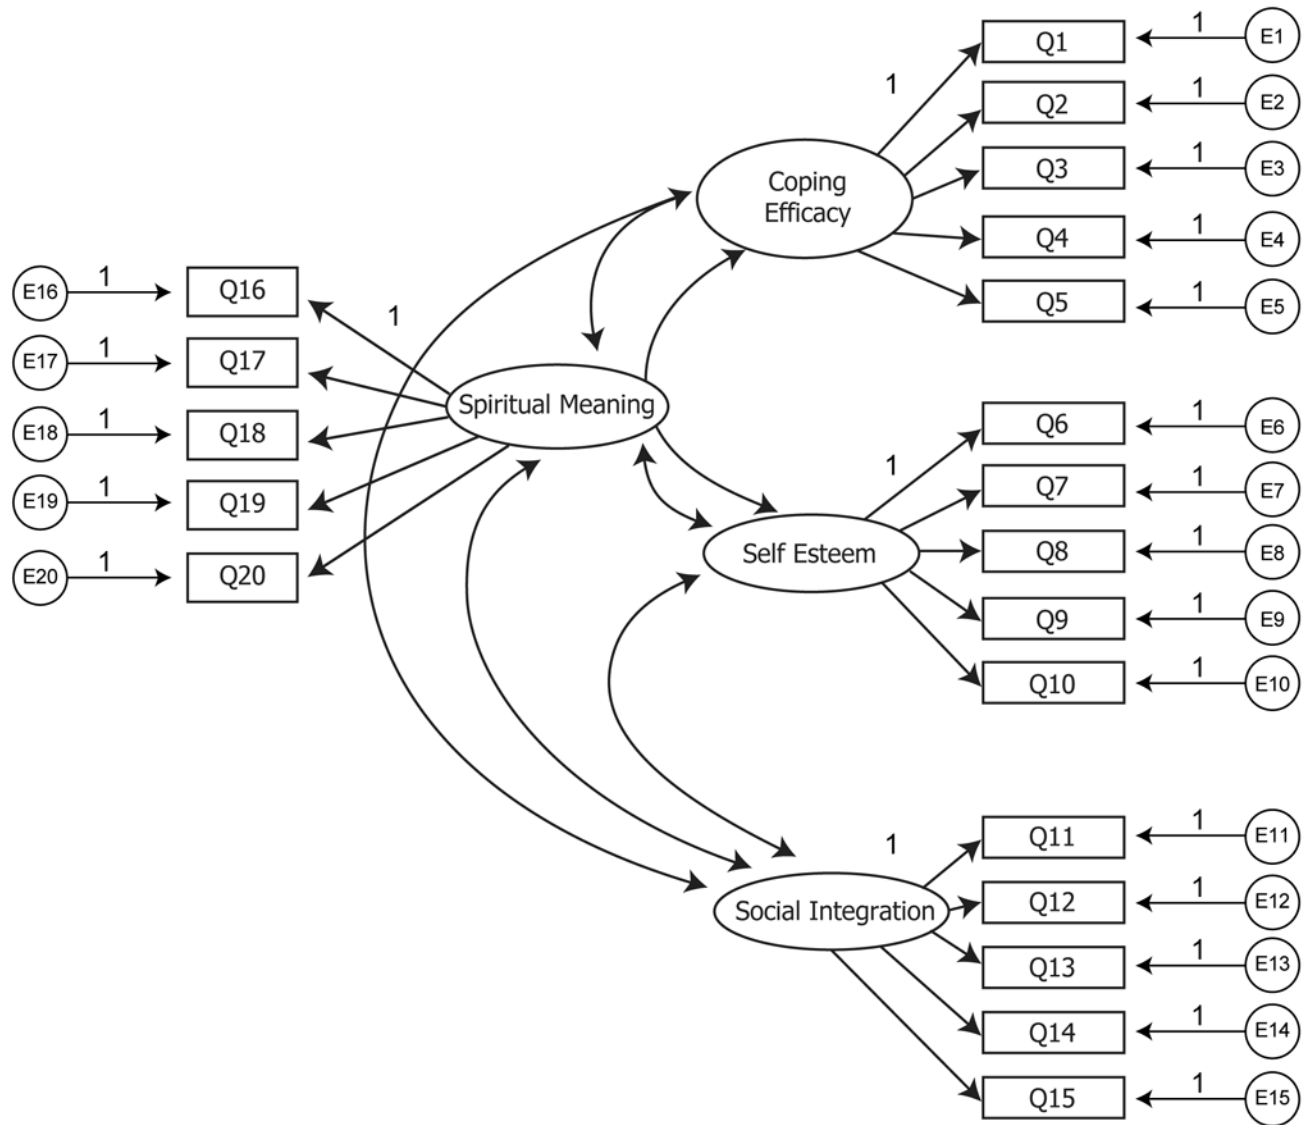 1
Q1
E1
1
1
Q2
E2
1
Q3
E3
Coping
Efficacy
1
Q4
E4
1
Q5
E5
E16
1
Q16
1
E17
1
Q17
E18
1
Q18
E19
1
Q19
E20
1
Q20
Spiritual Meaning
1
Q6
1
E6
Q7
1
E7
Self Esteem
Q8
1
E8
Q9
1
E9
Q10
1
E10
1
Q11
1
E11
Social Integration
Q12
1
E12
Q13
1
E13
Q14
1
E14
Q15
1
E15